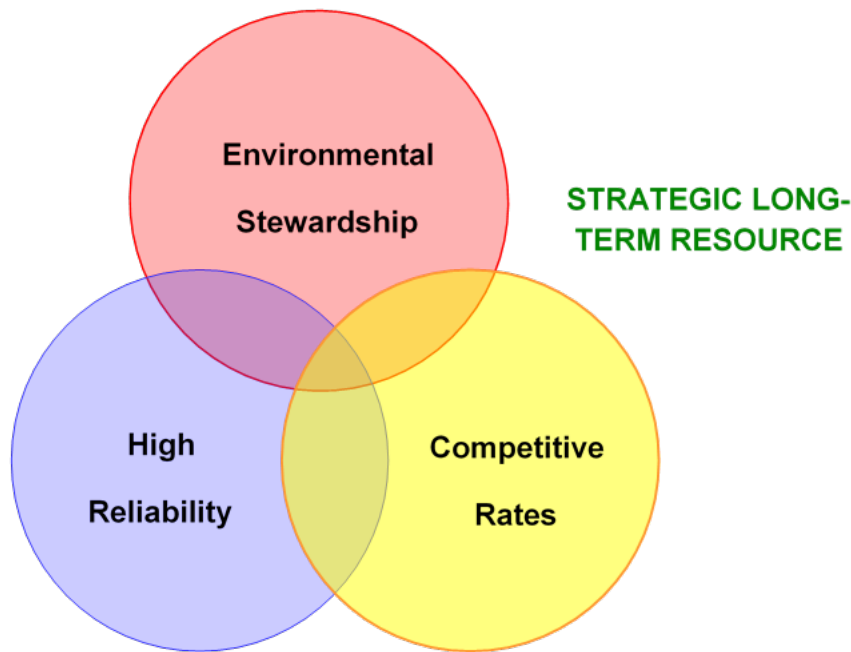 Environmental
Stewardship
STRATEGIC LONG-
TERM RESOURCE
High
Reliability
Competitive
Rates